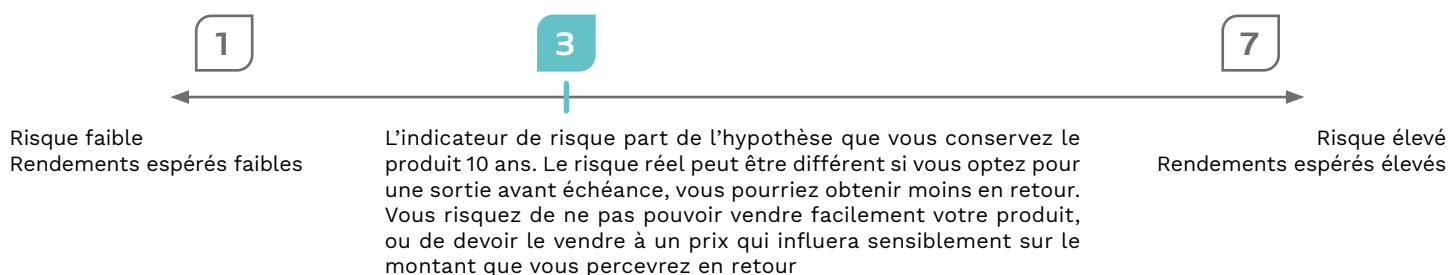 1
3
7
Risque faible
Rendements espérés faibles
L'indicateur de risque part de l'hypothèse que vous conservez le
produit 10 ans. Le risque réel peut être différent si vous optez pour
une sortie avant échéance, vous pourriez obtenir moins en retour.
Vous risquez de ne pas pouvoir vendre facilement votre produit,
ou de devoir le vendre à un prix qui influera sensiblement sur le
montant que vous percevrez en retour
Risque élevé
Rendements espérés élevés